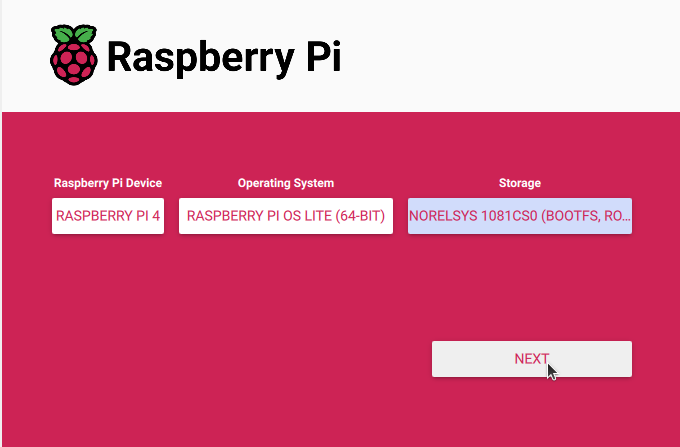 Raspberry Pi
Raspberry Pi Device
Operating System
Storage
RASPBERRY PI 4
RASPBERRY PI OS LITE (64-BIT)
NORELSYS 1081CS0 (BOOTFS, RO...
NEXT